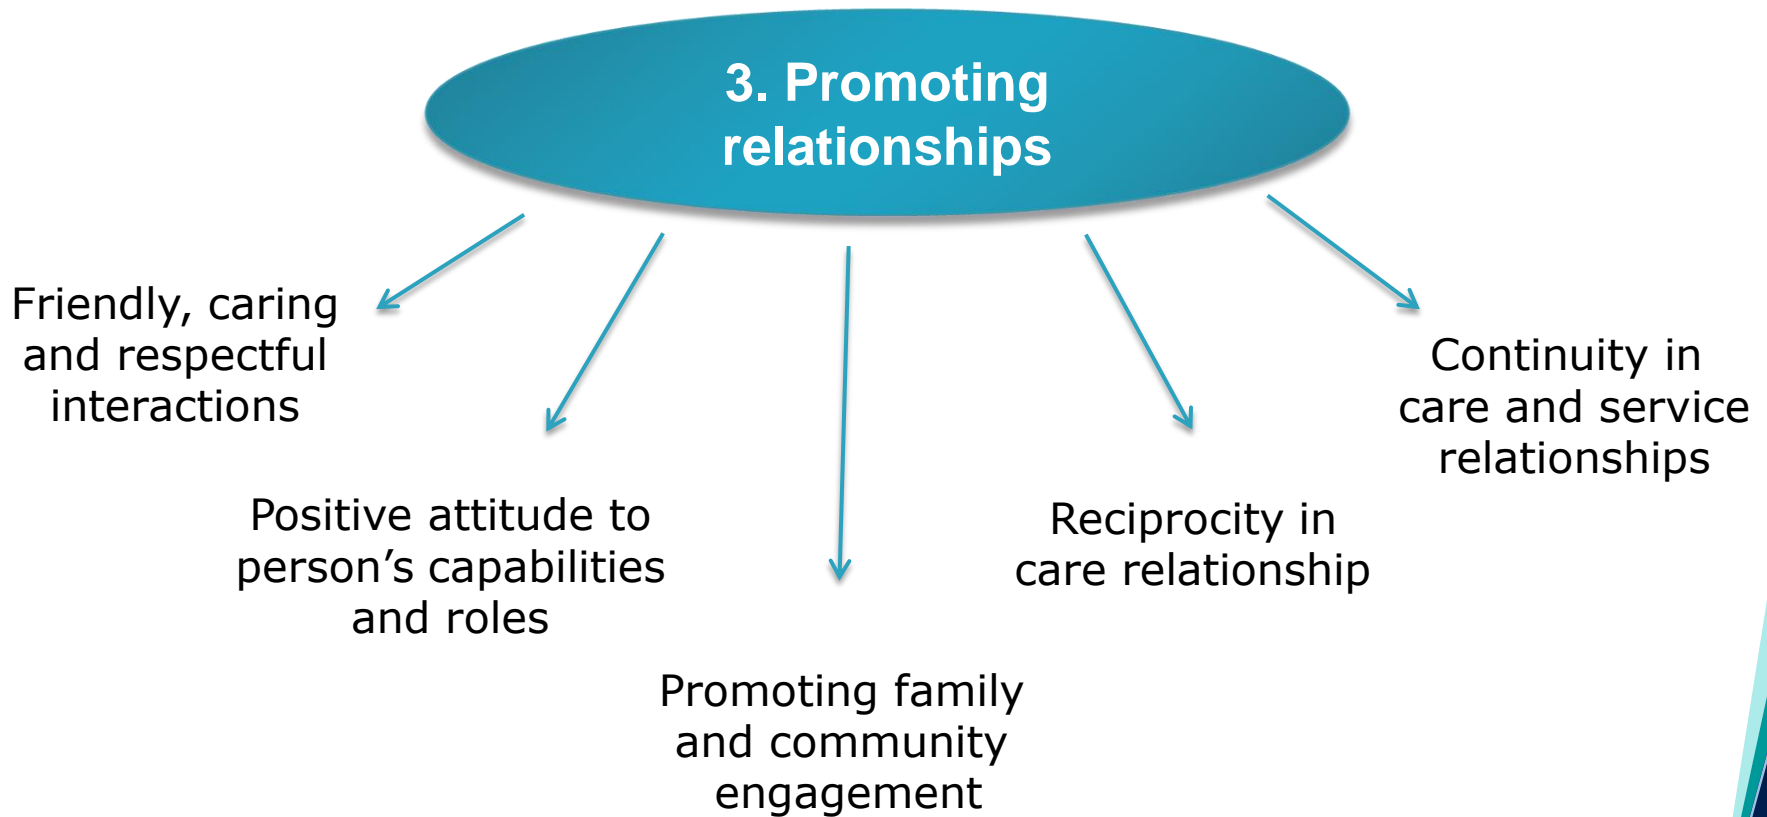 3. Promoting
relationships
Friendly, caring
and respectful
interactions
Positive attitude to
person’s capabilities
and roles
Promoting family
and community
engagement
Reciprocity in
care relationship
Continuity in
care and service
relationships